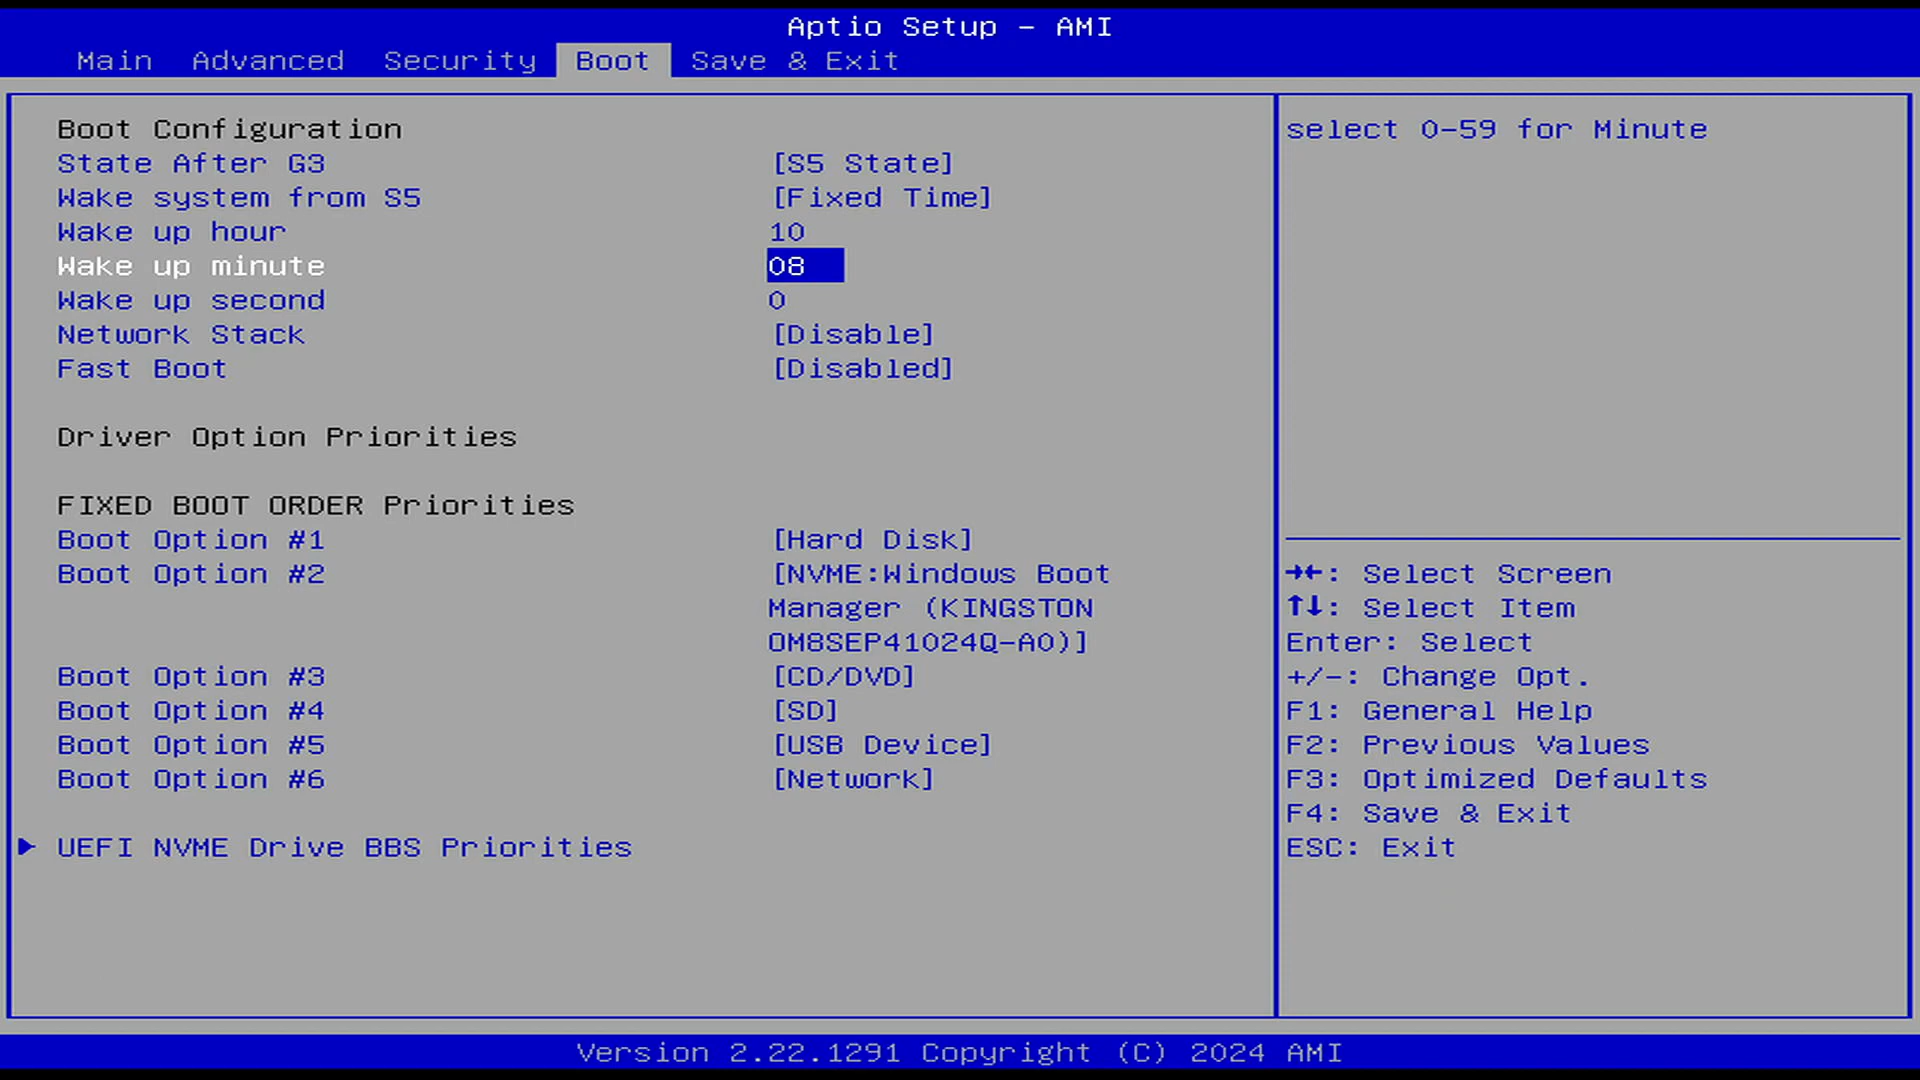 Aptio Setup – AMI
Main Advanced Security Boot Save & Exit
Boot Configuration
State After G3 [S5 State]
Wake system from S5 [Fixed Time]
Wake up hour 10
Wake up minute 08
Wake up second 0
Network Stack [Disable]
Fast Boot [Disabled]
Driver Option Priorities
FIXED BOOT ORDER Priorities
Boot Option #1 [Hard Disk]
Boot Option #2 [NVME:Windows Boot
Manager (KINGSTON
OM8SEP41024Q-A0)]
Boot Option #3 [CD/DVD]
Boot Option #4 [SD]
Boot Option #5 [USB Device]
Boot Option #6 [Network]
▶ UEFI NVME Drive BBS Priorities
select 0-59 for Minute
→←: Select Screen
↑↓: Select Item
Enter: Select
+/-: Change Opt.
F1: General Help
F2: Previous Values
F3: Optimized Defaults
F4: Save & Exit
ESC: Exit
Version 2.22.1291 Copyright (C) 2024 AMI